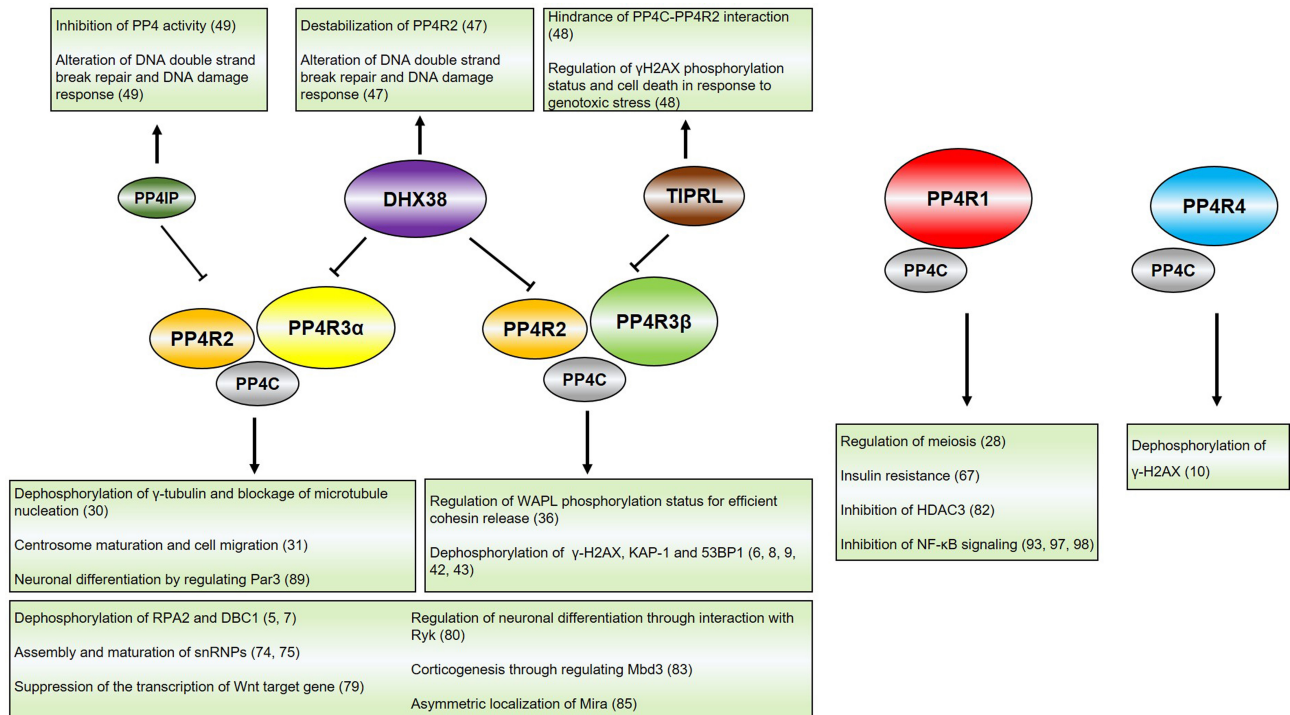 Inhibition of PP4 activity (49)
Alteration of DNA double strand
break repair and DNA damage
response (49)
Destabilization of PP4R2 (47)
Alteration of DNA double strand
break repair and DNA damage
response (47)
Hindrance of PP4C-PP4R2 interaction
(48)
Regulation of γH2AX phosphorylation
status and cell death in response to
genotoxic stress (48)
PP4IP
DHX38
TIPRL
PP4R1
PP4C
PP4R4
PP4C
PP4R2
PP4R3α
PP4C
PP4R2
PP4R3β
PP4C
Dephosphorylation of γ-tubulin and blockage of microtubule
nucleation (30)
Centrosome maturation and cell migration (31)
Neuronal differentiation by regulating Par3 (89)
Regulation of WAPL phosphorylation status for efficient
cohesin release (36)
Dephosphorylation of γ-H2AX, KAP-1 and 53BP1 (6, 8, 9,
42, 43)
Regulation of meiosis (28)
Insulin resistance (67)
Inhibition of HDAC3 (82)
Inhibition of NF-κB signaling (93, 97, 98)
Dephosphorylation of
γ-H2AX (10)
Dephosphorylation of RPA2 and DBC1 (5, 7)
Assembly and maturation of snRNPs (74, 75)
Suppression of the transcription of Wnt target gene (79)
Regulation of neuronal differentiation through interaction with
Ryk (80)
Corticogenesis through regulating Mbd3 (83)
Asymmetric localization of Mira (85)